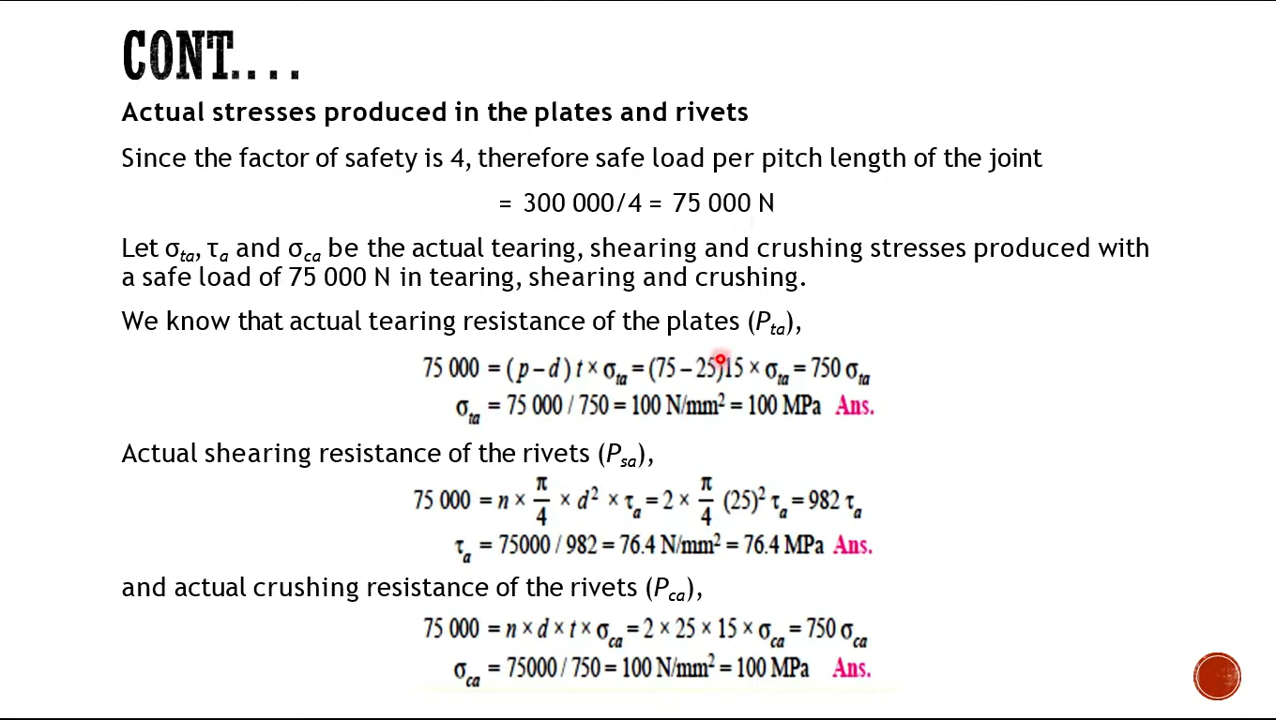 CONT....
Actual stresses produced in the plates and rivets
Since the factor of safety is 4, therefore safe load per pitch length of the joint
= 300 000/4 = 75 000 N
Let σta, τa and σca be the actual tearing, shearing and crushing stresses produced with
a safe load of 75 000 N in tearing, shearing and crushing.
We know that actual tearing resistance of the plates (Pta),
75 000 = (p – d) t × σta = (75 – 25)15 × σta = 750 σta
σta = 75 000 / 750 = 100 N/mm² = 100 MPa Ans.
Actual shearing resistance of the rivets (Psa),
75 000 = n × π/4 × d² × τa = 2 × π/4 (25)² τa = 982 τa
τa = 75000 / 982 = 76.4 N/mm² = 76.4 MPa Ans.
and actual crushing resistance of the rivets (Pca),
75 000 = n × d × t × σca = 2 × 25 × 15 × σca = 750 σca
σca = 75000 / 750 = 100 N/mm² = 100 MPa Ans.